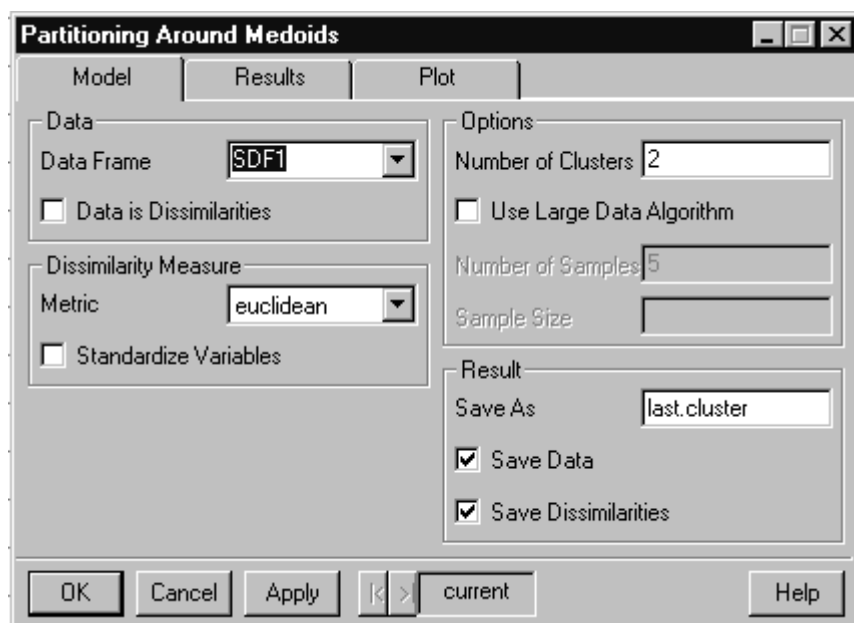 Partitioning Around Medoids
Model Results Plot
Data
Data Frame SDF1
Data is Dissimilarities
Dissimilarity Measure
Metric euclidean
Standardize Variables
Options
Number of Clusters 2
Use Large Data Algorithm
Number of Samples 5
Sample Size
Result
Save As last.cluster
Save Data
Save Dissimilarities
OK Cancel Apply |< >| current Help